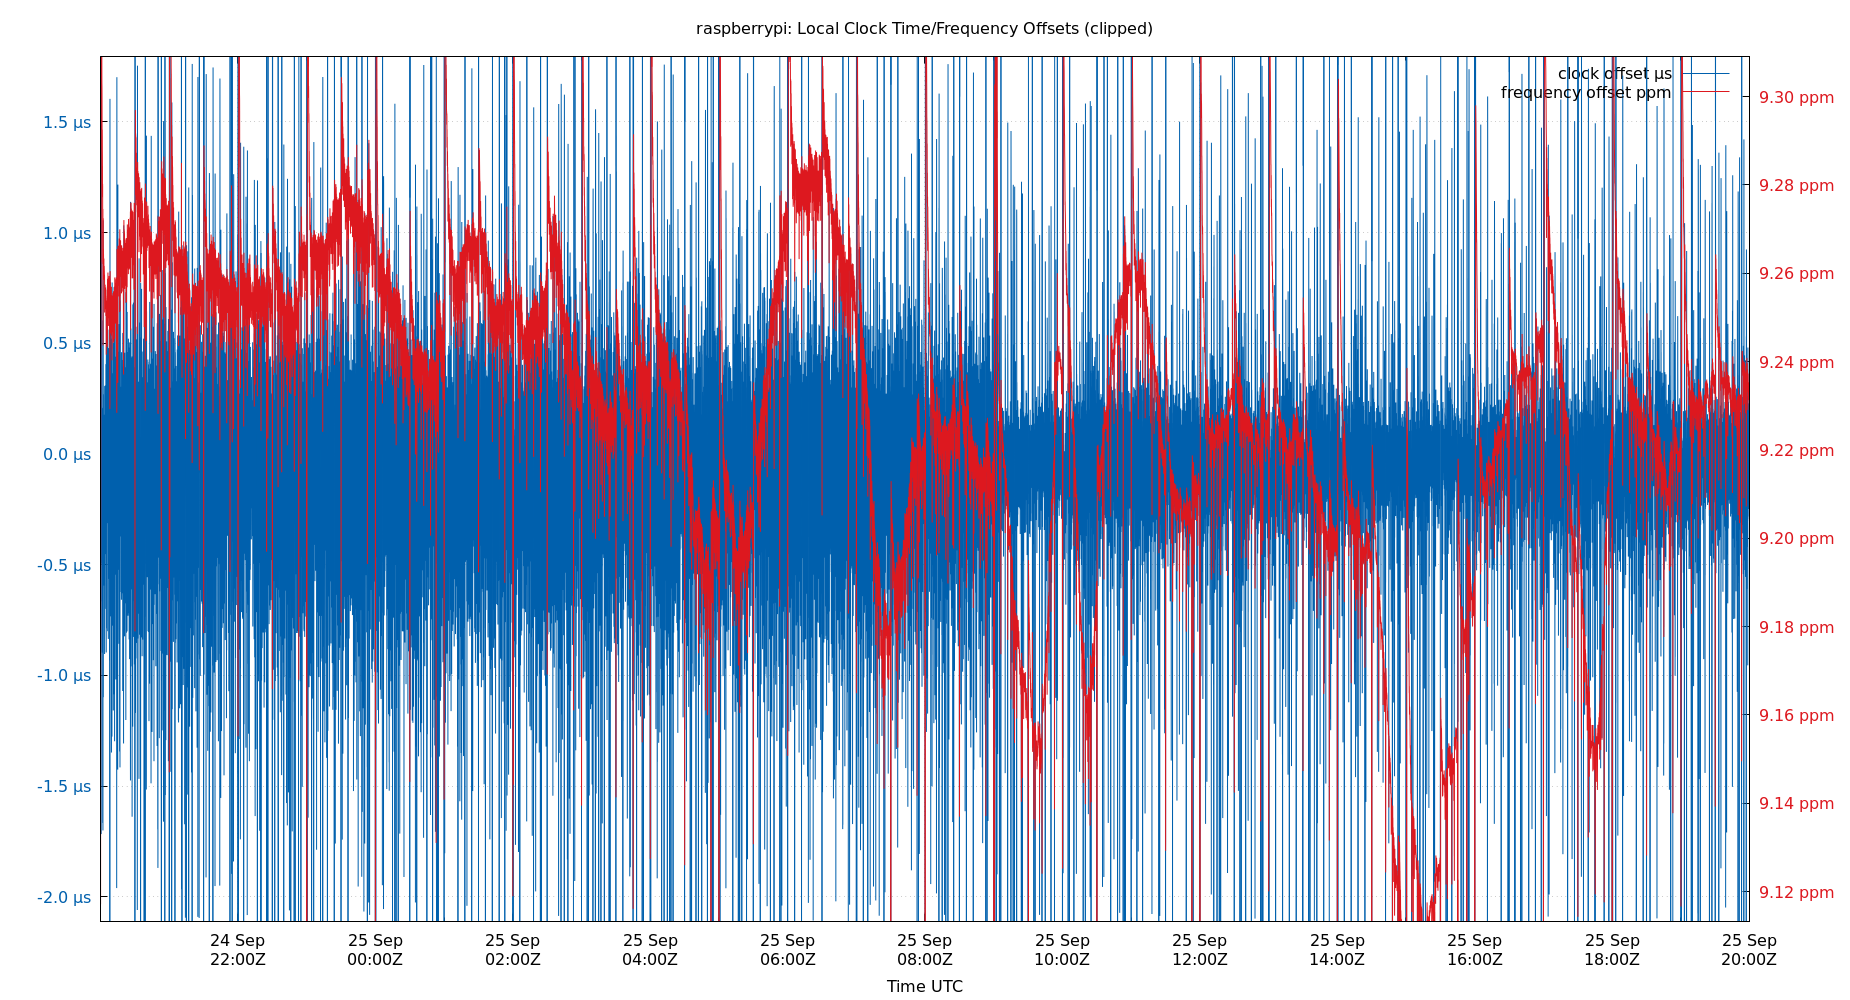 raspberrypi: Local Clock Time/Frequency Offsets (clipped)
clock offset µs
frequency offset ppm
1.5 µs
1.0 µs
0.5 µs
0.0 µs
-0.5 µs
-1.0 µs
-1.5 µs
-2.0 µs
9.30 ppm
9.28 ppm
9.26 ppm
9.24 ppm
9.22 ppm
9.20 ppm
9.18 ppm
9.16 ppm
9.14 ppm
9.12 ppm
24 Sep 25 Sep 25 Sep 25 Sep 25 Sep 25 Sep 25 Sep 25 Sep 25 Sep 25 Sep 25 Sep 25 Sep
22:00Z 00:00Z 02:00Z 04:00Z 06:00Z 08:00Z 10:00Z 12:00Z 14:00Z 16:00Z 18:00Z 20:00Z
Time UTC